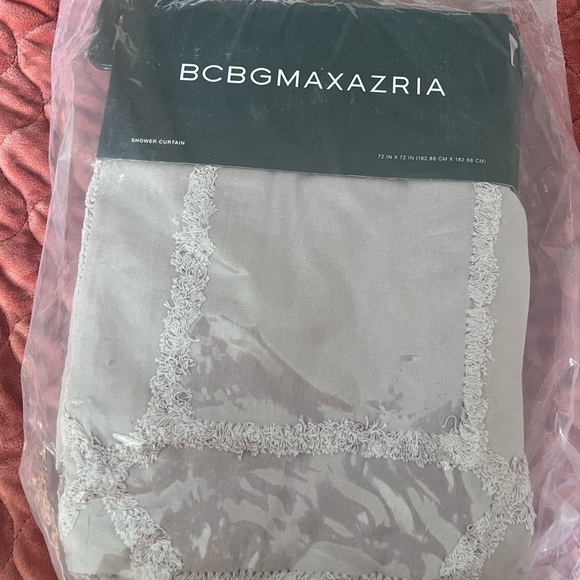 BCBGMAXAZRIA
SHOWER CURTAIN
72 IN X 72 IN (182.88 CM X 182.88 CM)